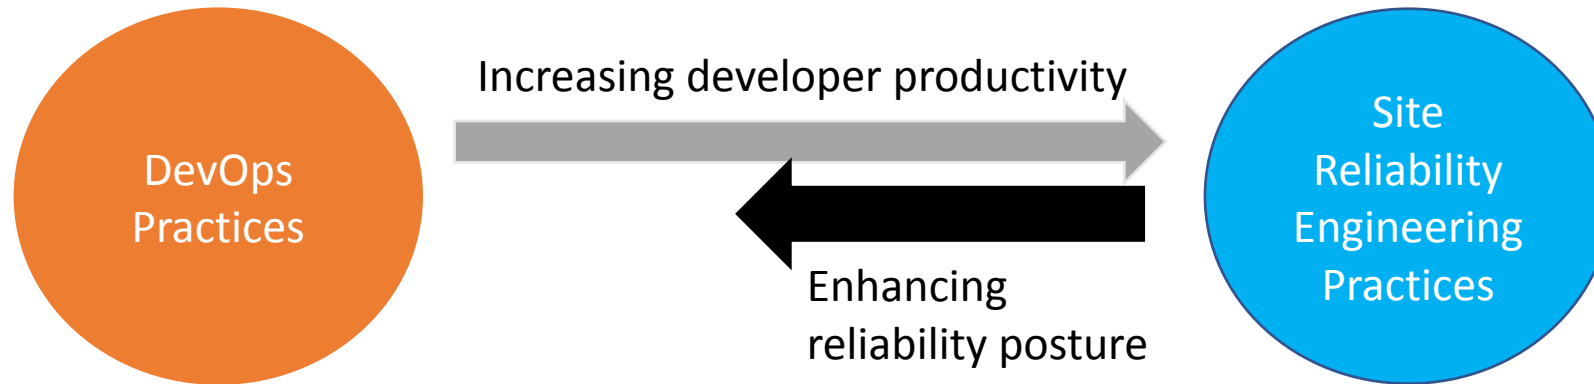 DevOps
Practices
Increasing developer productivity
Enhancing
reliability posture
Site
Reliability
Engineering
Practices